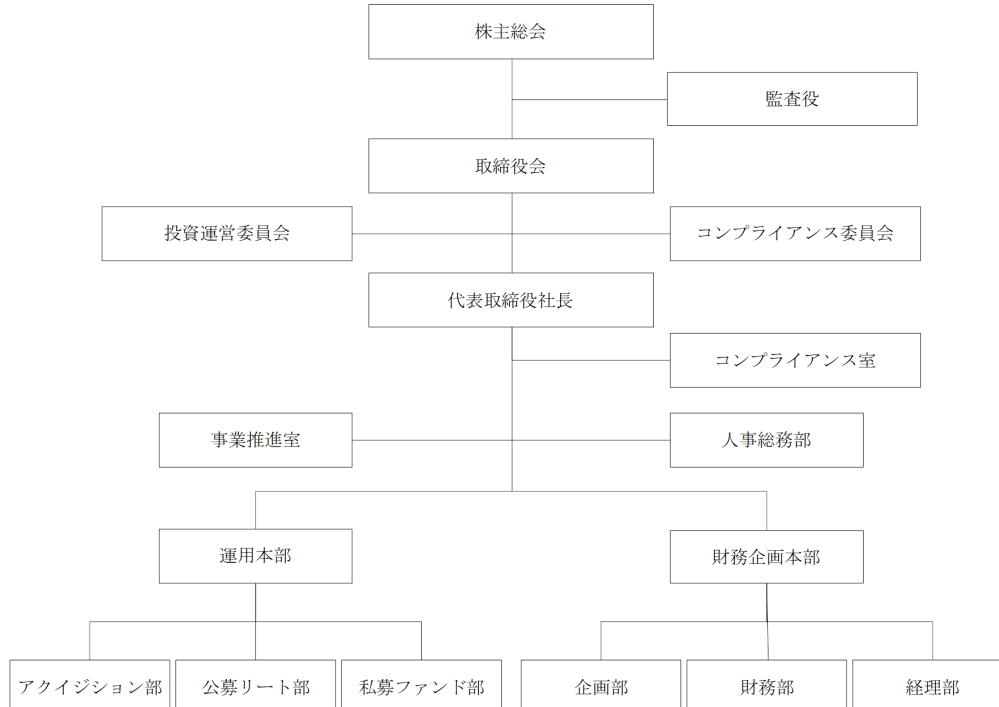 株主総会
監査役
取締役会
投資運営委員会
コンプライアンス委員会
代表取締役社長
コンプライアンス室
事業推進室
人事総務部
運用本部
財務企画本部
アクイジション部
公募リート部
私募ファンド部
企画部
財務部
経理部